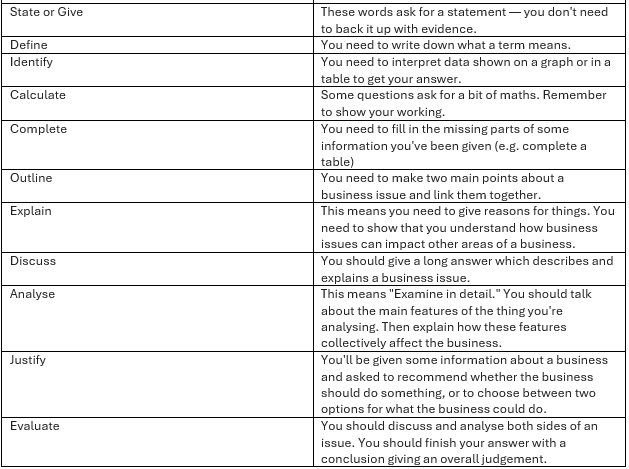 State or Give
These words ask for a statement — you don't need
to back it up with evidence.
Define
You need to write down what a term means.
Identify
You need to interpret data shown on a graph or in a
table to get your answer.
Calculate
Some questions ask for a bit of maths. Remember
to show your working.
Complete
You need to fill in the missing parts of some
information you've been given (e.g. complete a
table)
Outline
You need to make two main points about a
business issue and link them together.
Explain
This means you need to give reasons for things. You
need to show that you understand how business
issues can impact other areas of a business.
Discuss
You should give a long answer which describes and
explains a business issue.
Analyse
This means "Examine in detail." You should talk
about the main features of the thing you're
analysing. Then explain how these features
collectively affect the business.
Justify
You'll be given some information about a business
and asked to recommend whether the business
should do something, or to choose between two
options for what the business could do.
Evaluate
You should discuss and analyse both sides of an
issue. You should finish your answer with a
conclusion giving an overall judgement.